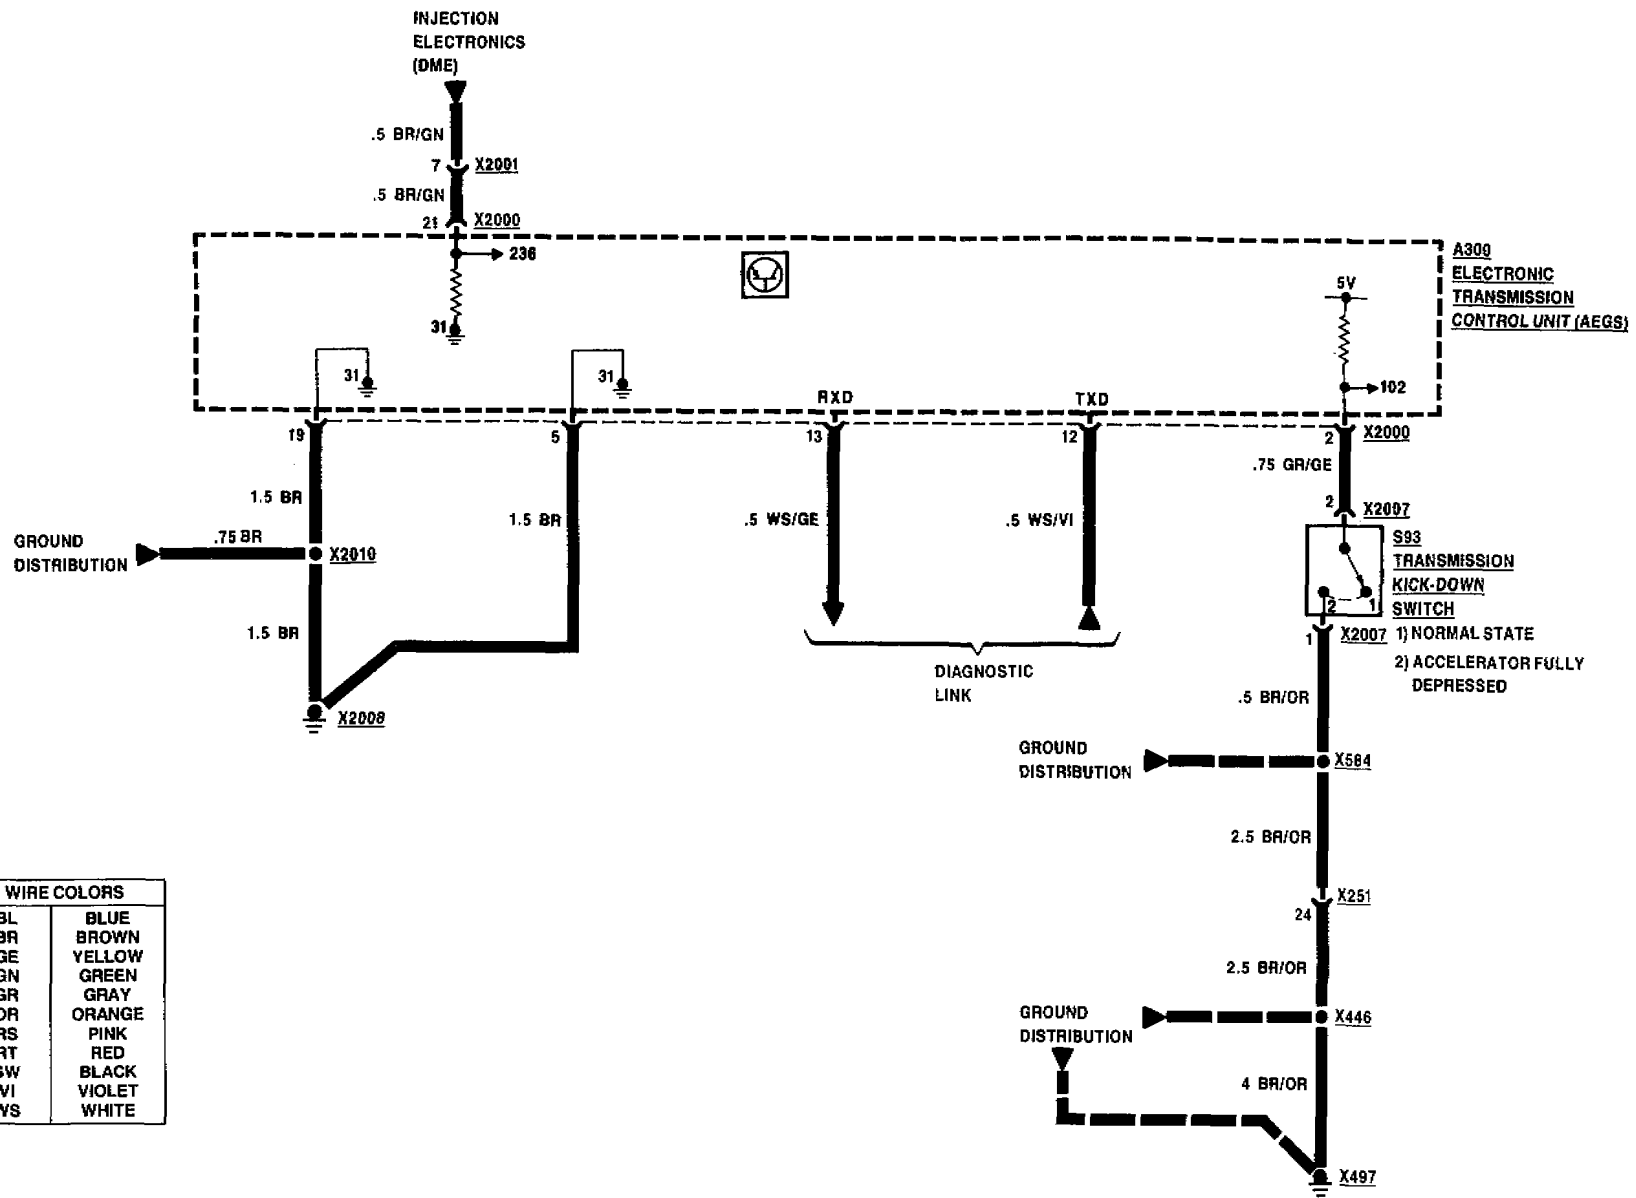 INJECTION
ELECTRONICS
(DME)
.5 BR/GN
7 X2001
.5 BR/GN
21 X2000
236
31
5V
102
A309
ELECTRONIC
TRANSMISSION
CONTROL UNIT (AEGS)
31
31
RXD
TXD
19
5
13
12
2 X2000
.75 GR/GE
2 X2007
1.5 BR
1.5 BR
.5 WS/GE
.5 WS/VI
GROUND
DISTRIBUTION
.75 BR
X2010
S93
TRANSMISSION
KICK-DOWN
SWITCH
2 1
1 X2007
1) NORMAL STATE
2) ACCELERATOR FULLY
DEPRESSED
1.5 BR
X2008
DIAGNOSTIC
LINK
.5 BR/OR
GROUND
DISTRIBUTION
X584
2.5 BR/OR
X251
24
2.5 BR/OR
GROUND
DISTRIBUTION
X446
4 BR/OR
X497
WIRE COLORS
BL BLUE
BR BROWN
GE YELLOW
GN GREEN
GR GRAY
OR ORANGE
RS PINK
RT RED
SW BLACK
VI VIOLET
WS WHITE